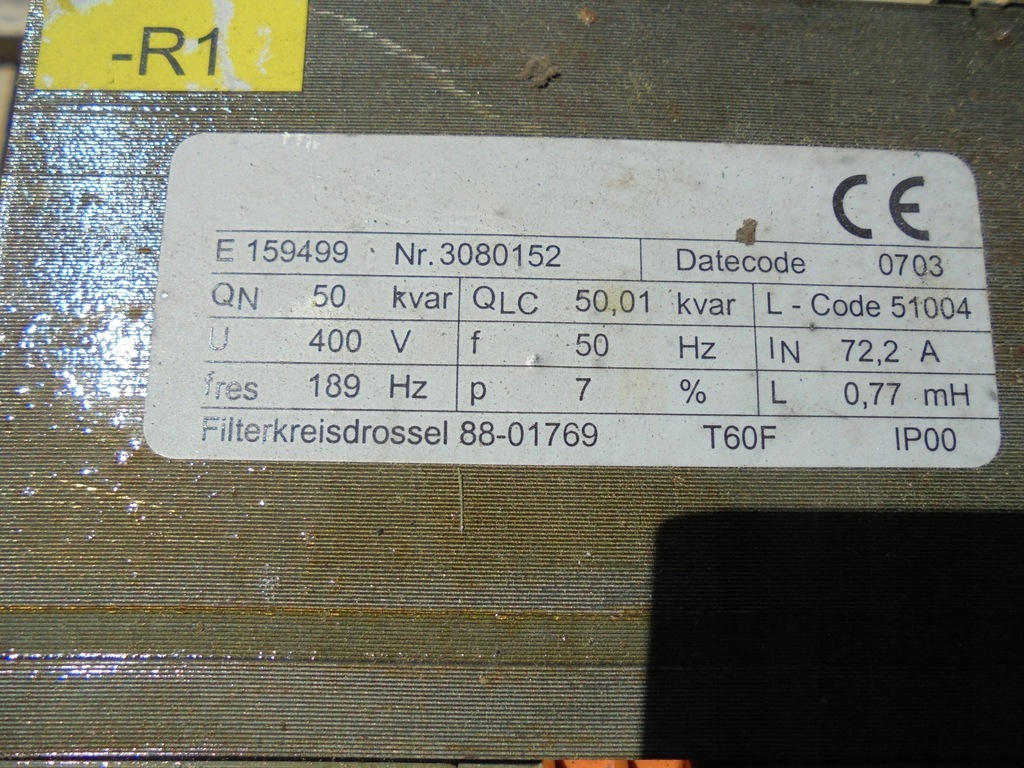 -R1
CE
E 159499 Nr. 3080152 Datecode 0703
QN 50 kvar QLC 50,01 kvar L - Code 51004
U 400 V f 50 Hz IN 72,2 A
fres 189 Hz p 7 % L 0,77 mH
Filterkreisdrossel 88-01769 T60F IP00